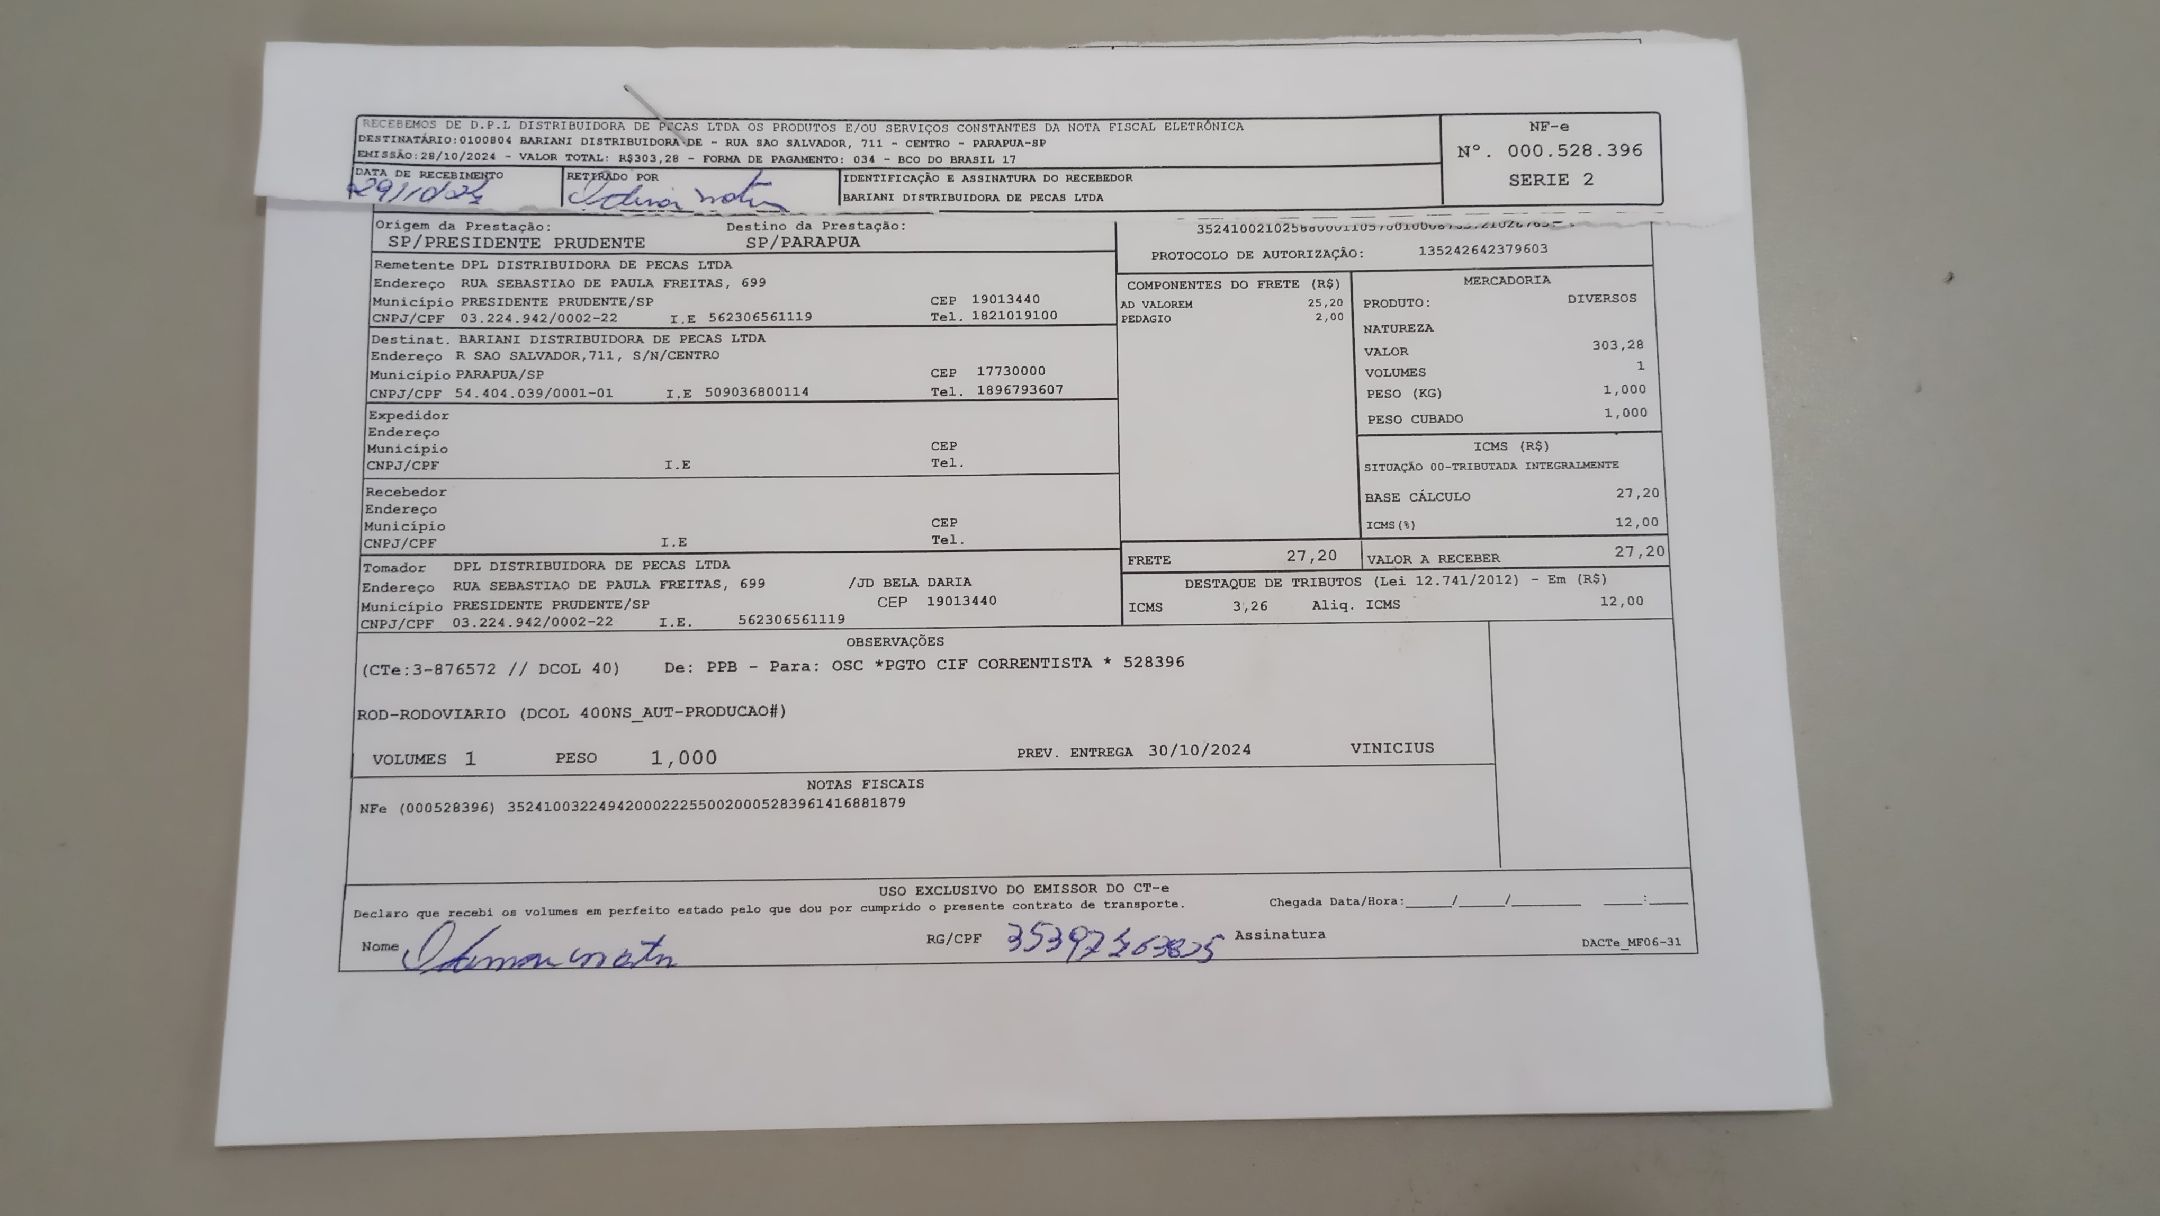 RECEBEMOS DE D.P.L DISTRIBUIDORA DE PECAS LTDA OS PRODUTOS E/OU SERVIÇOS CONSTANTES DA NOTA FISCAL ELETRÔNICA
DESTINATÁRIO:0100804 BARIANI DISTRIBUIDORA DE - RUA SAO SALVADOR, 711 - CENTRO - PARAPUA-SP
EMISSÃO:28/10/2024 - VALOR TOTAL: R$303,28 - FORMA DE PAGAMENTO: 034 - BCO DO BRASIL 17
NF-e
Nº. 000.528.396
SERIE 2
DATA DE RECEBIMENTO
29/10/24
RETIRADO POR
IDENTIFICAÇÃO E ASSINATURA DO RECEBEDOR
BARIANI DISTRIBUIDORA DE PECAS LTDA
Origem da Prestação: Destino da Prestação:
SP/PRESIDENTE PRUDENTE SP/PARAPUA
PROTOCOLO DE AUTORIZAÇÃO: 135242642379603
Remetente DPL DISTRIBUIDORA DE PECAS LTDA
Endereço RUA SEBASTIAO DE PAULA FREITAS, 699
Município PRESIDENTE PRUDENTE/SP CEP 19013440
CNPJ/CPF 03.224.942/0002-22 I.E 562306561119 Tel. 1821019100
Destinat. BARIANI DISTRIBUIDORA DE PECAS LTDA
Endereço R SAO SALVADOR,711, S/N/CENTRO
Município PARAPUA/SP CEP 17730000
CNPJ/CPF 54.404.039/0001-01 I.E 509036800114 Tel. 1896793607
Expedidor
Endereço
Município CEP
CNPJ/CPF I.E Tel.
Recebedor
Endereço
Município CEP
CNPJ/CPF I.E Tel.
Tomador DPL DISTRIBUIDORA DE PECAS LTDA
Endereço RUA SEBASTIAO DE PAULA FREITAS, 699 /JD BELA DARIA
Município PRESIDENTE PRUDENTE/SP CEP 19013440
CNPJ/CPF 03.224.942/0002-22 I.E. 562306561119
COMPONENTES DO FRETE (R$)
AD VALOREM 25,20
PEDAGIO 2,00
MERCADORIA
PRODUTO: DIVERSOS
NATUREZA
VALOR 303,28
VOLUMES 1
PESO (KG) 1,000
PESO CUBADO 1,000
ICMS (R$)
SITUAÇÃO 00-TRIBUTADA INTEGRALMENTE
BASE CÁLCULO 27,20
ICMS(%) 12,00
FRETE 27,20 VALOR A RECEBER 27,20
DESTAQUE DE TRIBUTOS (Lei 12.741/2012) - Em (R$)
ICMS 3,26 Aliq. ICMS 12,00
OBSERVAÇÕES
(CTe:3-876572 // DCOL 40) De: PPB - Para: OSC *PGTO CIF CORRENTISTA * 528396
ROD-RODOVIARIO (DCOL 400NS_AUT-PRODUCAO#)
VOLUMES 1 PESO 1,000 PREV. ENTREGA 30/10/2024 VINICIUS
NOTAS FISCAIS
NFe (000528396) 35241003224942000222550020005283961416881879
USO EXCLUSIVO DO EMISSOR DO CT-e
Declaro que recebi os volumes em perfeito estado pelo que dou por cumprido o presente contrato de transporte. Chegada Data/Hora:_____/_____/________ ____:____
Nome RG/CPF Assinatura
DACTe_MF06-31